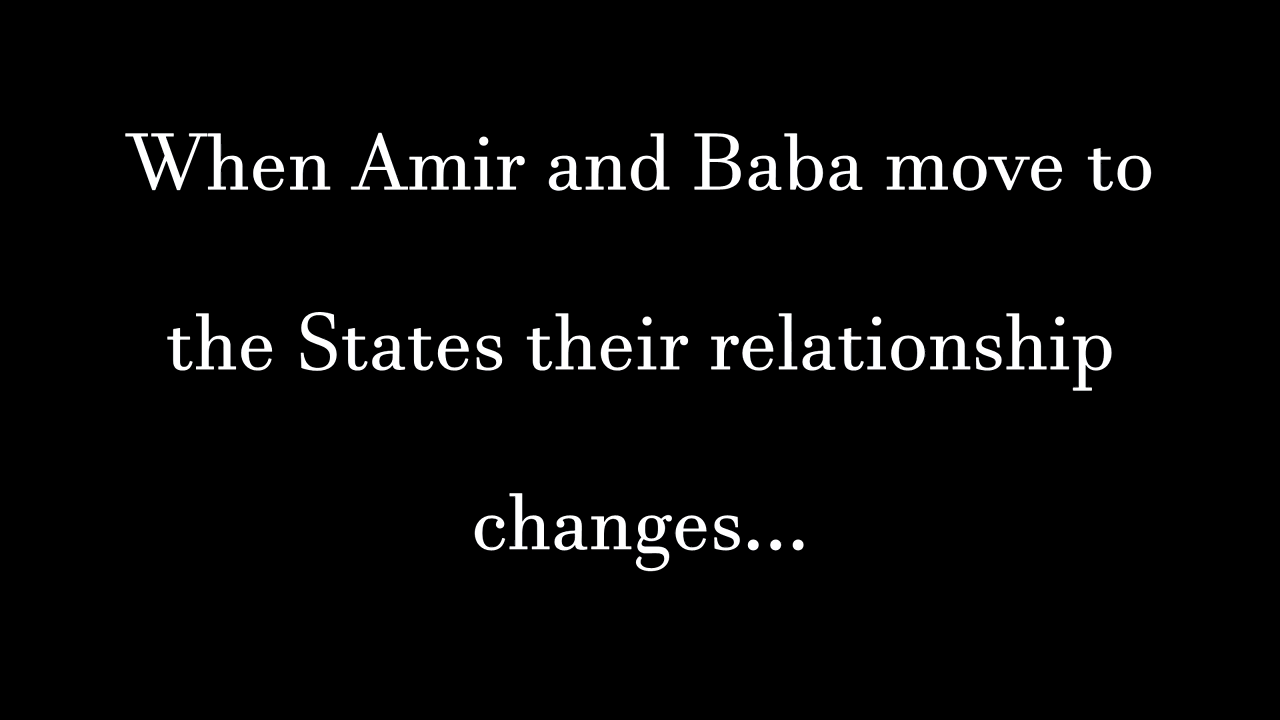 When Amir and Baba move to
the States their relationship
changes...